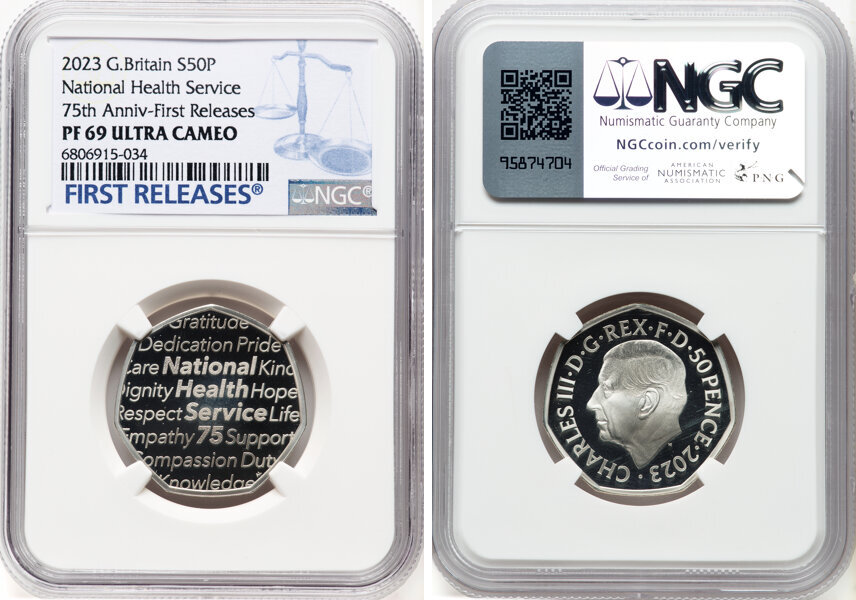 2023 G.Britain S50P
National Health Service
75th Anniv-First Releases
PF 69 ULTRA CAMEO
6806915-034
FIRST RELEASES®
NGC®
Gratitude
Dedication Pride
Care National Kind
Dignity Health Hope
Respect Service Life
Empathy 75 Support
Compassion Duty
Knowledge
95874704
NGC
Numismatic Guaranty Company
NGCcoin.com/verify
Official Grading
Service of
AMERICAN
NUMISMATIC
ASSOCIATION
PNG
CHARLES III·D·G·REX·F·D·50 PENCE·2023·